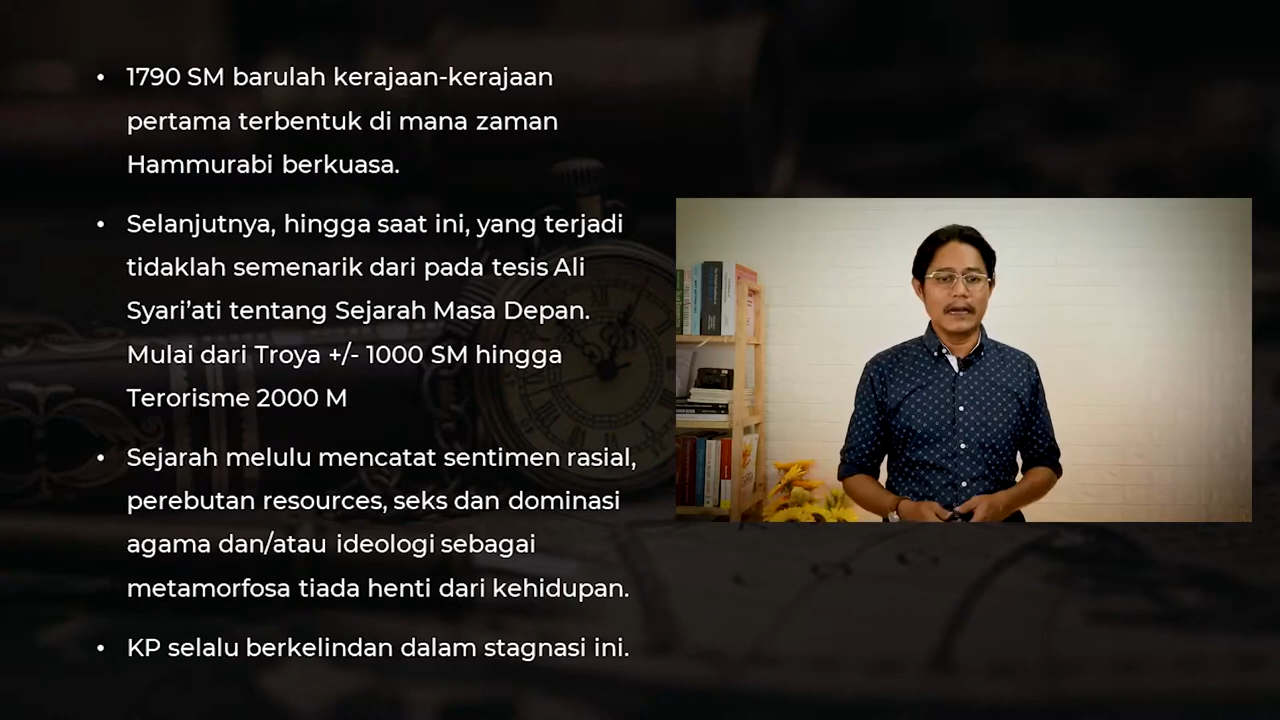 • 1790 SM barulah kerajaan-kerajaan
pertama terbentuk di mana zaman
Hammurabi berkuasa.
• Selanjutnya, hingga saat ini, yang terjadi
tidaklah semenarik dari pada tesis Ali
Syari’ati tentang Sejarah Masa Depan.
Mulai dari Troya +/- 1000 SM hingga
Terorisme 2000 M
• Sejarah melulu mencatat sentimen rasial,
perebutan resources, seks dan dominasi
agama dan/atau ideologi sebagai
metamorfosa tiada henti dari kehidupan.
• KP selalu berkelindan dalam stagnasi ini.